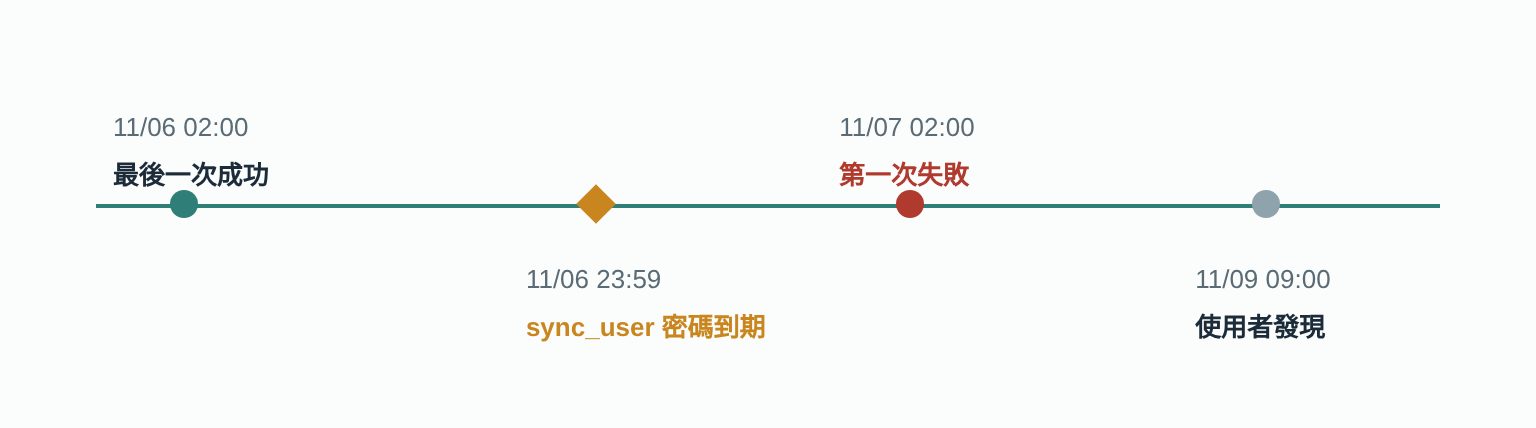 11/06 02:00
最後一次成功
11/06 23:59
sync_user 密碼到期
11/07 02:00
第一次失敗
11/09 09:00
使用者發現